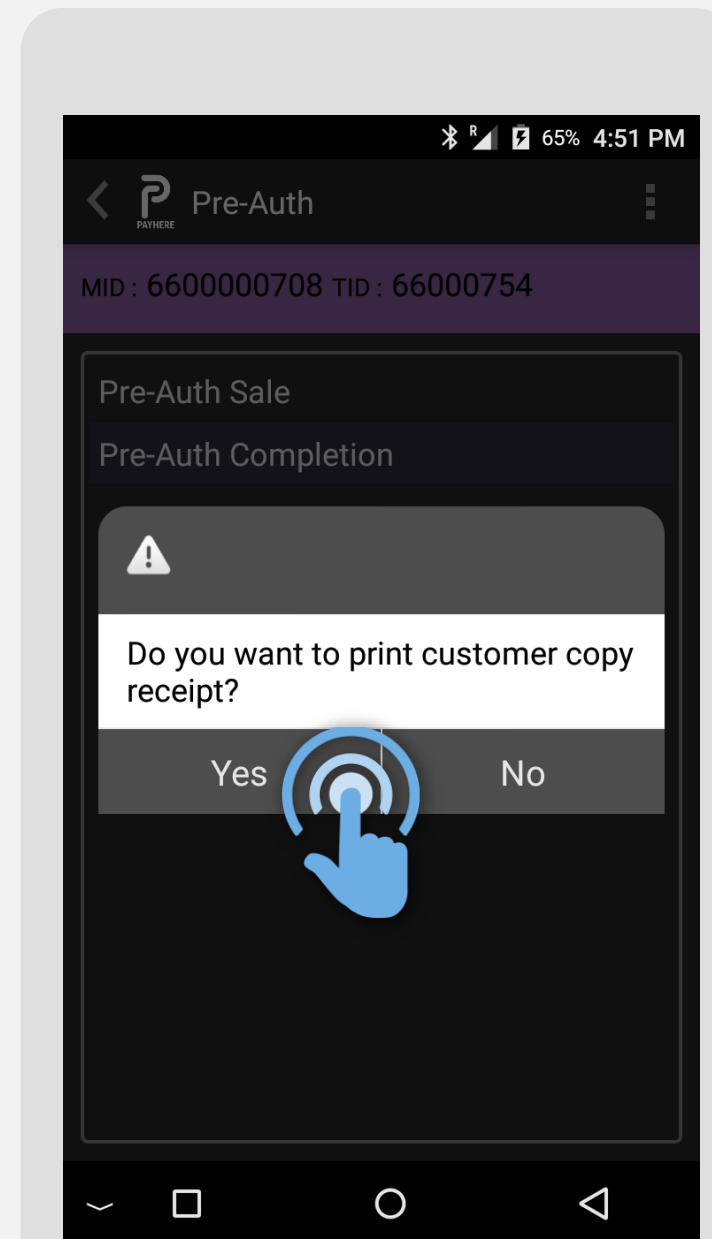 R 65% 4:51 PM
PAYHERE Pre-Auth
MID : 6600000708 TID : 66000754
Pre-Auth Sale
Pre-Auth Completion
Do you want to print customer copy
receipt?
Yes No